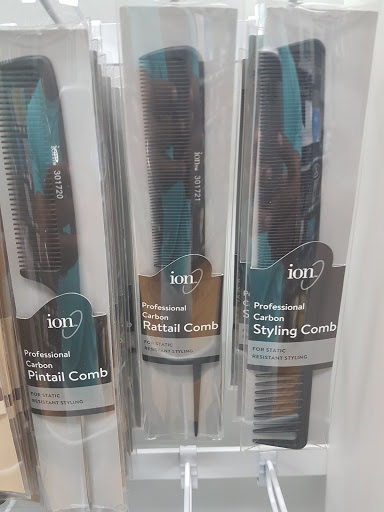 ion
301720
ion
Professional
Carbon
Pintail Comb
FOR STATIC
RESISTANT STYLING
ion 301721
ion
Professional
Carbon
Rattail Comb
FOR STATIC
RESISTANT STYLING
ion
Professional
Carbon
Styling Comb
FOR STATIC
RESISTANT STYLING